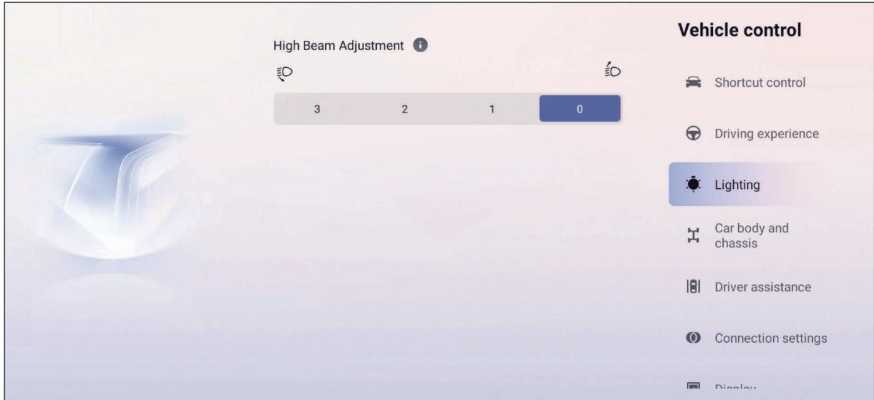 Vehicle control
High Beam Adjustment
3 2 1 0
Shortcut control
Driving experience
Lighting
Car body and
chassis
Driver assistance
Connection settings
Display